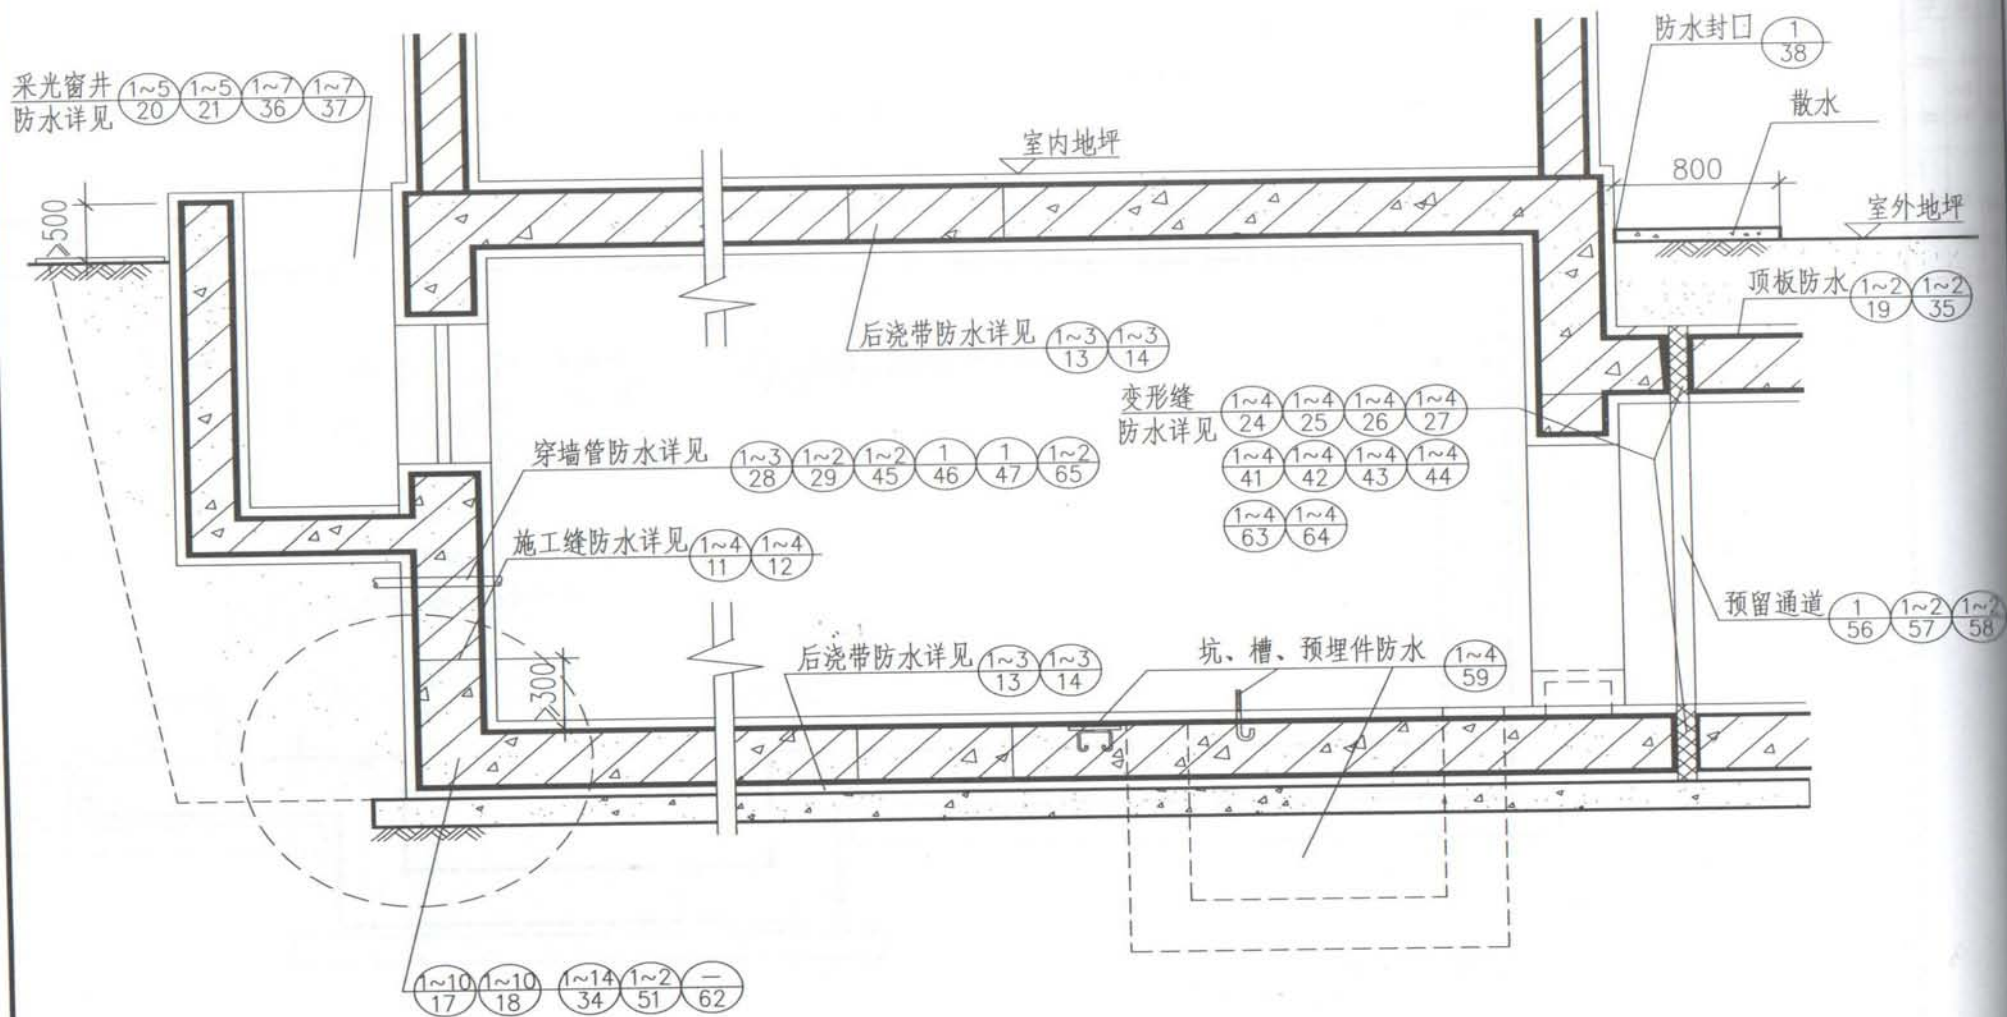 防水封口 1/38
采光窗井 1~5/20 1~5/21 1~7/36 1~7/37
防水详见
散水
室内地坪
800
500
室外地坪
顶板防水 1~2/19 1~2/35
后浇带防水详见 1~3/13 1~3/14
变形缝 1~4/24 1~4/25 1~4/26 1~4/27
防水详见
1~4/41 1~4/42 1~4/43 1~4/44
1~4/63 1~4/64
穿墙管防水详见 1~3/28 1~2/29 1~2/45 1/46 1/47 1~2/65
施工缝防水详见 1~4/11 1~4/12
预留通道 1/56 1~2/57 1~2/58
300
后浇带防水详见 1~3/13 1~3/14
坑、槽、预埋件防水 1~4/59
1~10/17 1~10/18 1~14/34 1~2/51 —/62